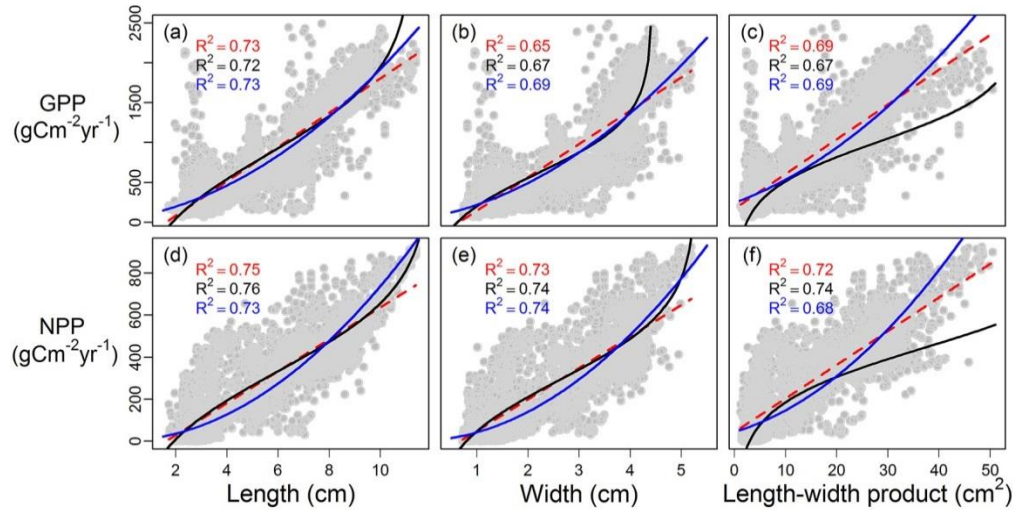 (a)
R² = 0.73
R² = 0.72
R² = 0.73
(b)
R² = 0.65
R² = 0.67
R² = 0.69
(c)
R² = 0.69
R² = 0.67
R² = 0.69
GPP
(gCm⁻²yr⁻¹)
2500
1500
500
0
(d)
R² = 0.75
R² = 0.76
R² = 0.73
(e)
R² = 0.73
R² = 0.74
R² = 0.74
(f)
R² = 0.72
R² = 0.74
R² = 0.68
NPP
(gCm⁻²yr⁻¹)
800
600
400
200
0
2 4 6 8 10
1 2 3 4 5
0 10 20 30 40 50
Length (cm)
Width (cm)
Length-width product (cm²)